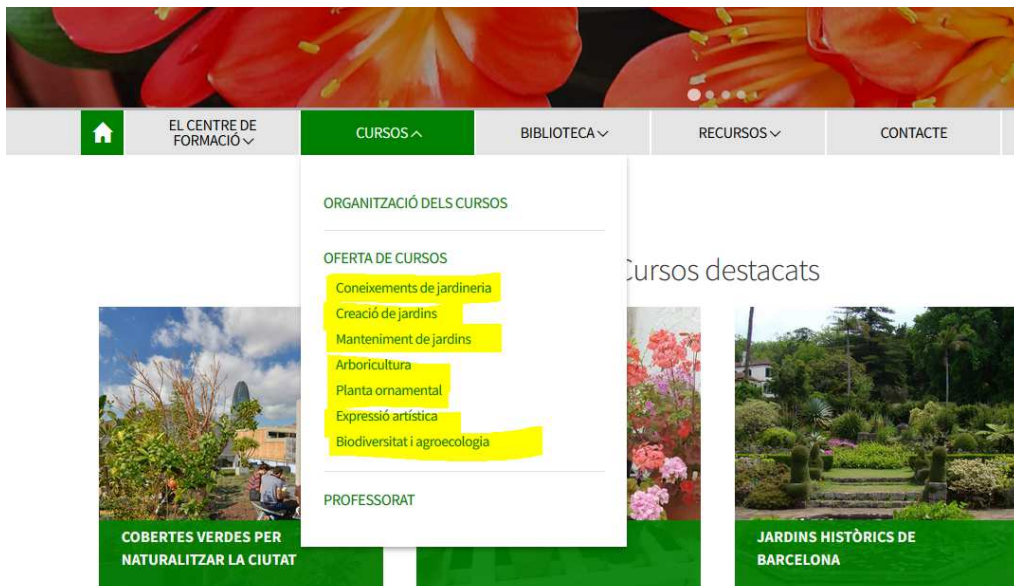 EL CENTRE DE
FORMACIÓ
CURSOS
BIBLIOTECA
RECURSOS
CONTACTE
ORGANITZACIÓ DELS CURSOS
OFERTA DE CURSOS
Coneixements de jardineria
Creació de jardins
Manteniment de jardins
Arboricultura
Planta ornamental
Expressió artística
Biodiversitat i agroecologia
PROFESSORAT
Cursos destacats
COBERTES VERDES PER
NATURALITZAR LA CIUTAT
JARDINS HISTÒRICS DE
BARCELONA